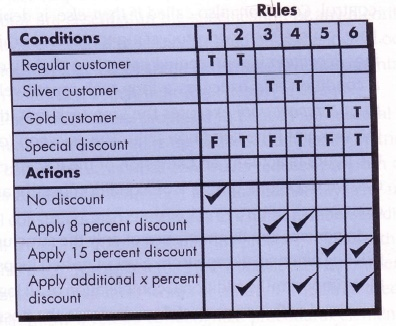 Rules
Conditions 1 2 3 4 5 6
Regular customer T T
Silver customer T T
Gold customer T T
Special discount F T F T F T
Actions
No discount ✓
Apply 8 percent discount ✓ ✓
Apply 15 percent discount ✓ ✓
Apply additional x percent ✓ ✓ ✓
discount